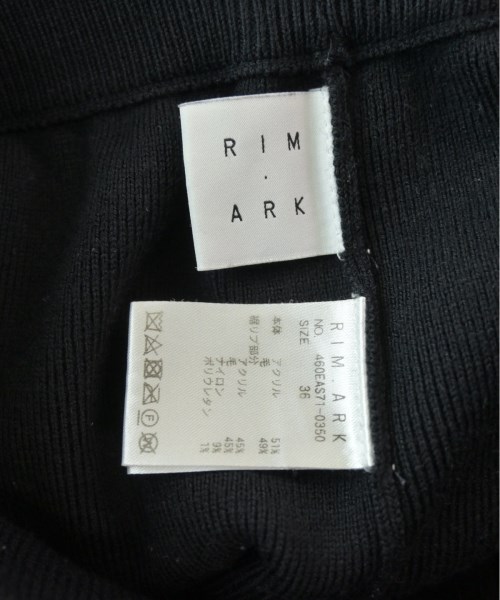 R I M
.
ARK
RIM.ARK
NO. 460EAS71-0350
SIZE 36
本体 アクリル 51%
毛 49%
裾リブ部分
アクリル 45%
毛 45%
ナイロン 9%
ポリウレタン 1%
F